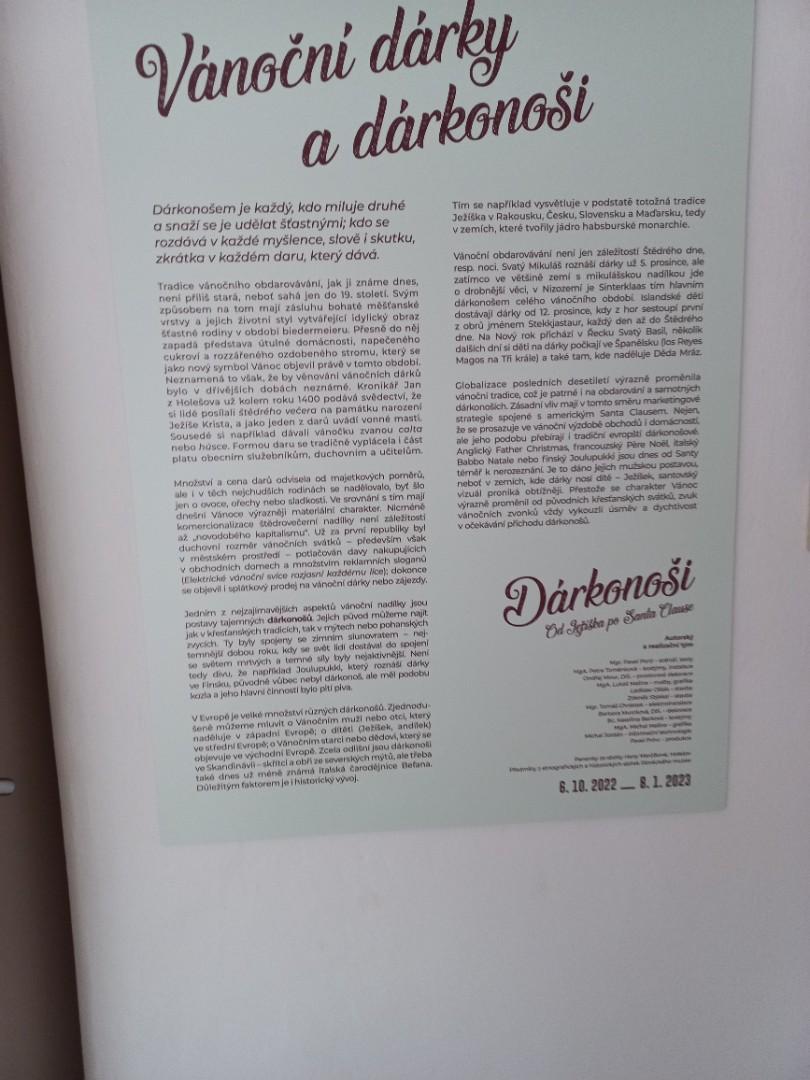 Vánoční dárky
a dárkonoši
Dárkonošem je každý, kdo miluje druhé
a snaží se je udělat šťastnými; kdo se
rozdává v každé myšlence, slově i skutku,
zkrátka v každém daru, který dává.
Tradice vánočního obdarovávání, jak ji známe dnes,
není příliš stará, neboť sahá jen do 19. století. Svým
způsobem na tom mají zásluhu bohaté měšťanské
vrstvy a jejich životní styl vytvářející idylický obraz
šťastné rodiny v období biedermeieru. Přesně do něj
zapadá představa útulné domácnosti, napečeného
cukroví a rozzářeného ozdobeného stromu, který se
jako nový symbol Vánoc objevil právě v tomto období.
Neznamená to však, že by věnování vánočních dárků
bylo v dřívějších dobách neznámé. Kronikář Jan
z Holešova už kolem roku 1400 podává svědectví, že
si lidé posílali štědrého večera na památku narození
Ježíše Krista, a jako jeden z darů uvádí vonné masti.
Sousedé si například dávali vánočku zvanou calta
nebo húsce. Formou daru se tradičně vyplácela i část
platu obecním služebníkům, duchovním a učitelům.
Množství a cena darů odvisela od majetkových poměrů,
ale i v těch nejchudších rodinách se nadělovalo, byť šlo
jen o ovoce, ořechy nebo sladkosti. Ve srovnání s tím mají
dnešní Vánoce výrazněji materiální charakter. Nicméně
komercionalizace štědrovečerní nadílky není záležitostí
až „novodobého kapitalismu“. Už za první republiky byl
duchovní rozměr vánočních svátků – především však
v městském prostředí – potlačován davy nakupujících
v obchodních domech a množstvím reklamních sloganů
(Elektrické vánoční svíce rozjasní každému líce); dokonce
se objevil i splátkový prodej na vánoční dárky nebo zájezdy.
Jedním z nejzajímavějších aspektů vánoční nadílky jsou
postavy tajemných dárkonošů. Jejich původ můžeme najít
jak v křesťanských tradicích, tak v mýtech nebo pohanských
zvycích. Ty byly spojeny se zimním slunovratem – nej-
temnější dobou roku, kdy se svět lidí dostával do spojení
se světem mrtvých a temné síly byly nejaktivnější. Není
tedy divu, že například Joulupukki, který roznáší dárky
ve Finsku, původně vůbec nebyl dárkonoš, ale měl podobu
kozla a jeho hlavní činností bylo pití piva.
V Evropě je velké množství různých dárkonošů. Zjednodu-
šeně můžeme mluvit o Vánočním muži nebo otci, který
naděluje v západní Evropě; o dítěti (Ježíšek, andílek)
ve střední Evropě; o Vánočním starci nebo dědovi, který se
objevuje ve východní Evropě. Zcela odlišní jsou dárkonoši
ve Skandinávii – skřítci a obři ze severských mýtů, ale třeba
také dnes už méně známá italská čarodějnice Befana.
Důležitým faktorem je i historický vývoj.
Tím se například vysvětluje v podstatě totožná tradice
Ježíška v Rakousku, Česku, Slovensku a Maďarsku, tedy
v zemích, které tvořily jádro habsburské monarchie.
Vánoční obdarovávání není jen záležitostí Štědrého dne,
resp. noci. Svatý Mikuláš roznáší dárky už 5. prosince, ale
zatímco ve většině zemí s mikulášskou nadílkou jde
o drobnější věci, v Nizozemí je Sinterklaas tím hlavním
dárkonošem celého vánočního období. Islandské děti
dostávají dárky od 12. prosince, kdy z hor sestoupí první
z obrů jménem Stekkjastaur, každý den až do Štědrého
dne. Na Nový rok přichází v Řecku Svatý Basil, několik
dalších dní si děti na dárky počkají ve Španělsku (los Reyes
Magos na Tři krále) a také tam, kde naděluje Děda Mráz.
Globalizace posledních desetiletí výrazně proměnila
vánoční tradice, což je patrné i na obdarování a samotných
dárkonoších. Zásadní vliv mají v tomto směru marketingové
strategie spojené s americkým Santa Clausem. Nejen,
že se prosazuje ve vánoční výzdobě obchodů i domácností,
ale jeho podobu přebírají i tradiční evropští dárkonošové.
Anglický Father Christmas, francouzský Père Noël, italský
Babbo Natale nebo finský Joulupukki jsou dnes od Santy
téměř k nerozeznání. Je to dáno jejich mužskou postavou,
neboť v zemích, kde dárky nosí dítě – Ježíšek, santovský
vizuál proniká obtížněji. Přestože se charakter Vánoc
výrazně proměnil od původních křesťanských svátků, zvuk
vánočních zvonků vždy vykouzlí úsměv a dychtivost
v očekávání příchodu dárkonošů.
Dárkonoši
Od Ježíška po Santa Clause
Autorský
a realizační tým
6. 10. 2022 — 8. 1. 2023